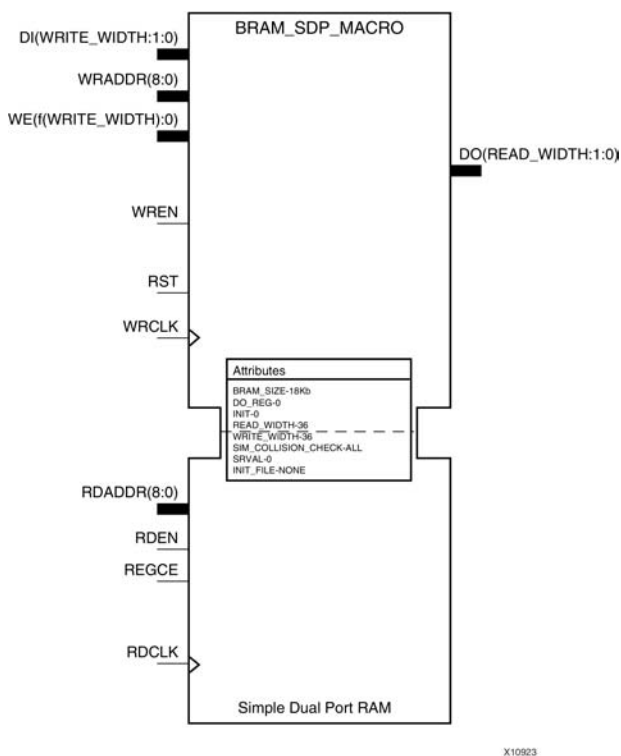 BRAM_SDP_MACRO
DI(WRITE_WIDTH:1:0)
WRADDR(8:0)
WE(f(WRITE_WIDTH):0)
DO(READ_WIDTH:1:0)
WREN
RST
WRCLK
Attributes
BRAM_SIZE-18Kb
DO_REG-0
INIT-0
READ_WIDTH-36
WRITE_WIDTH-36
SIM_COLLISION_CHECK-ALL
SRVAL-0
INIT_FILE-NONE
RDADDR(8:0)
RDEN
REGCE
RDCLK
Simple Dual Port RAM
X10923